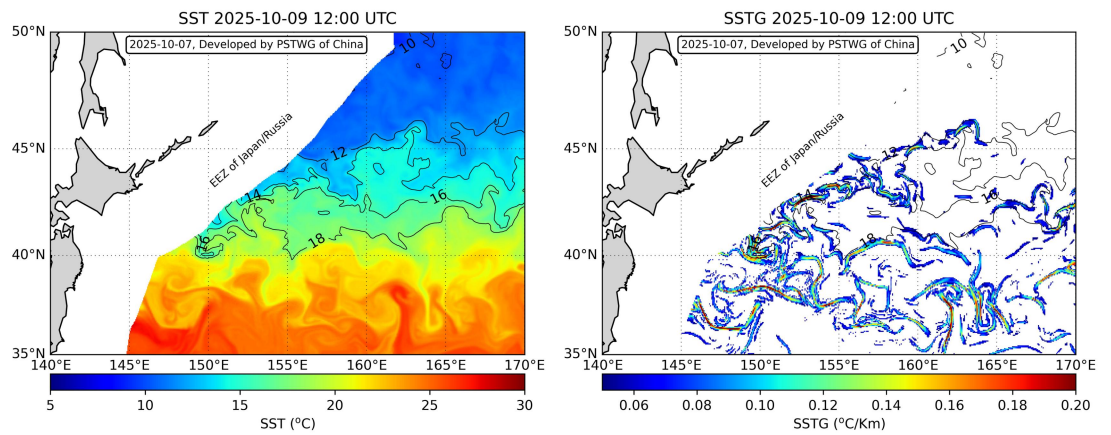 SST 2025-10-09 12:00 UTC
2025-10-07, Developed by PSTWG of China
50°N
45°N
40°N
35°N
10
12
14
16
16
18
EEZ of Japan/Russia
140°E
145°E
150°E
155°E
160°E
165°E
170°E
5
10
15
20
25
30
SST (°C)
SSTG 2025-10-09 12:00 UTC
2025-10-07, Developed by PSTWG of China
50°N
45°N
40°N
35°N
10
EEZ of Japan/Russia
140°E
145°E
150°E
155°E
160°E
165°E
170°E
0.06
0.08
0.10
0.12
0.14
0.16
0.18
0.20
SSTG (°C/Km)